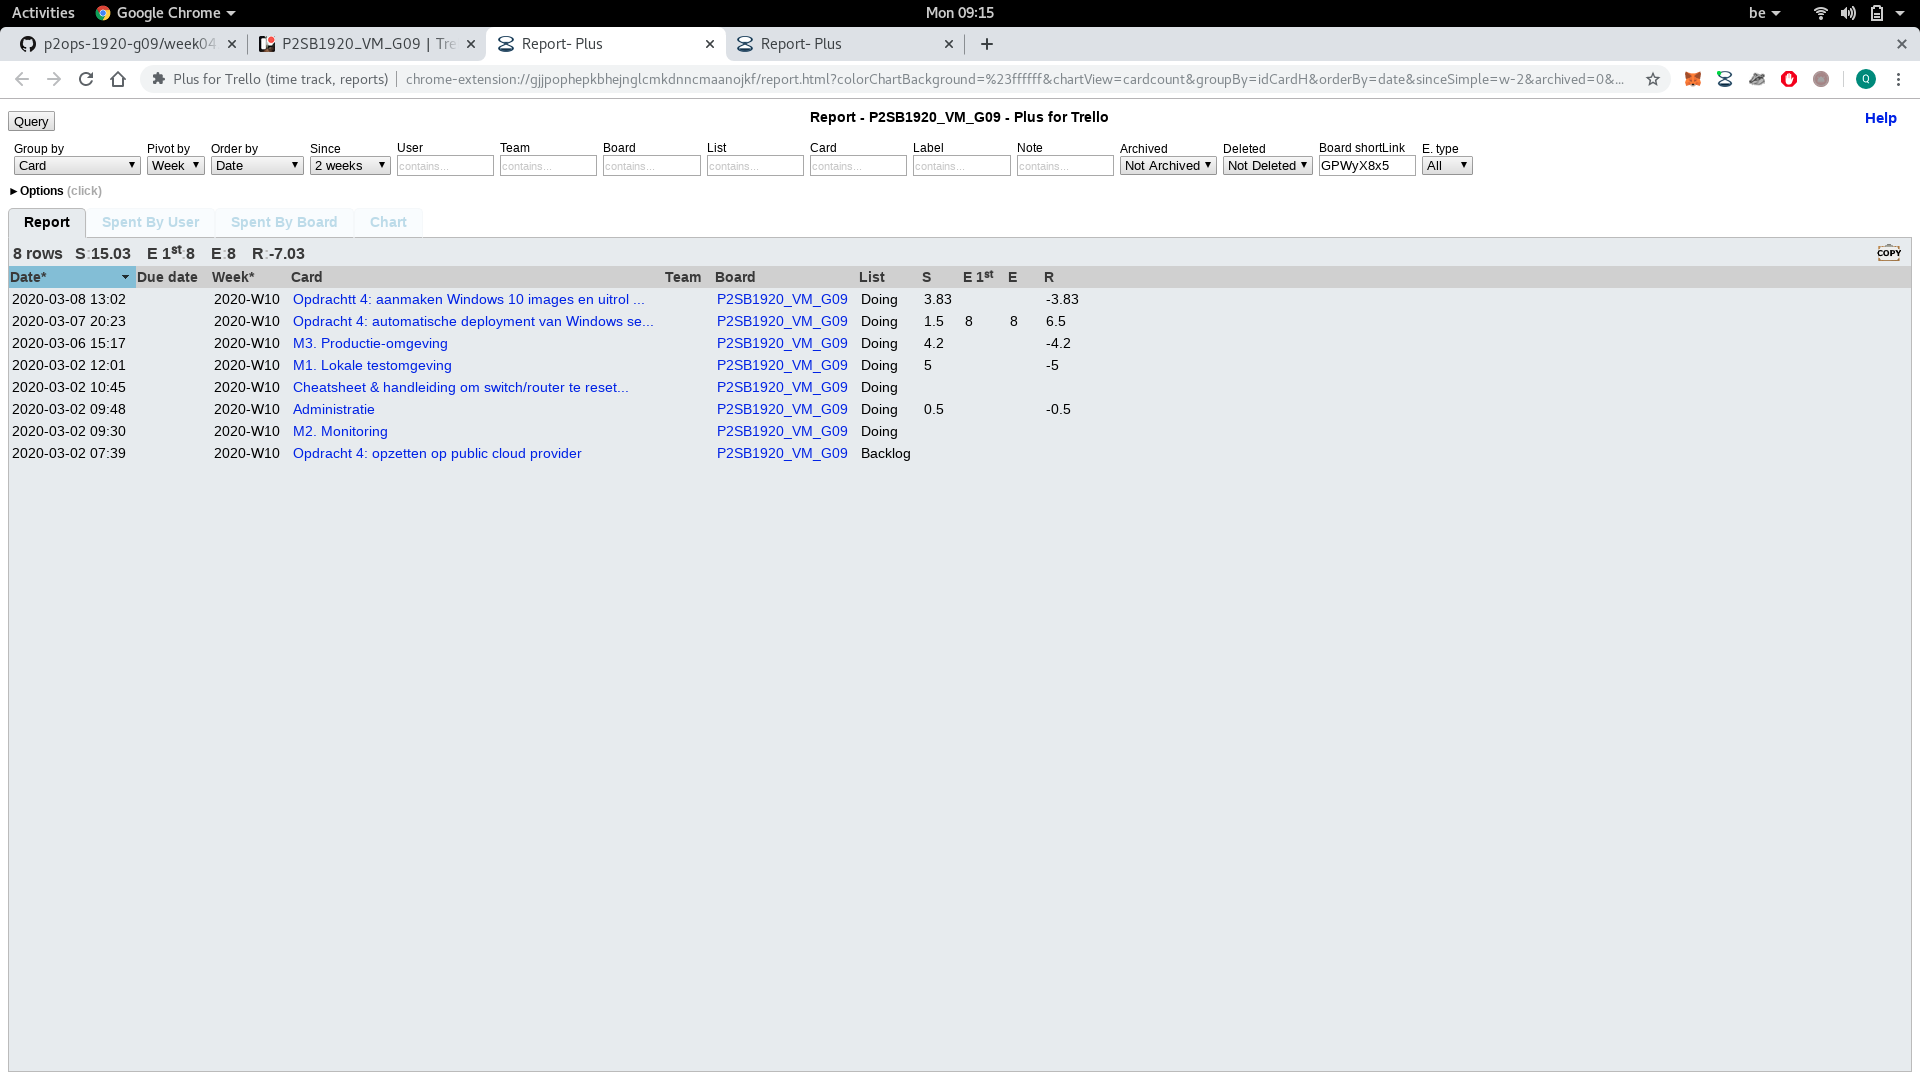 Activities Google Chrome Mon 09:15 be
p2ops-1920-g09/week04 P2SB1920_VM_G09 | Tre Report- Plus Report- Plus
Plus for Trello (time track, reports) chrome-extension://gjjpophepkbhejnglcmkdnncmaanojkf/report.html?colorChartBackground=%23ffffff&chartView=cardcount&groupBy=idCardH&orderBy=date&sinceSimple=w-2&archived=0&... Q
Query Report - P2SB1920_VM_G09 - Plus for Trello Help
Group by Pivot by Order by Since User Team Board List Card Label Note Archived Deleted Board shortLink E. type
Card Week Date 2 weeks contains... contains... contains... contains... contains... contains... contains... Not Archived Not Deleted GPWyX8x5 All
►Options (click)
Report Spent By User Spent By Board Chart
8 rows S:15.03 E 1st:8 E:8 R:-7.03 COPY
Date* Due date Week* Card Team Board List S E 1st E R
2020-03-08 13:02 2020-W10 Opdrachtt 4: aanmaken Windows 10 images en uitrol ... P2SB1920_VM_G09 Doing 3.83 -3.83
2020-03-07 20:23 2020-W10 Opdracht 4: automatische deployment van Windows se... P2SB1920_VM_G09 Doing 1.5 8 8 6.5
2020-03-06 15:17 2020-W10 M3. Productie-omgeving P2SB1920_VM_G09 Doing 4.2 -4.2
2020-03-02 12:01 2020-W10 M1. Lokale testomgeving P2SB1920_VM_G09 Doing 5 -5
2020-03-02 10:45 2020-W10 Cheatsheet & handleiding om switch/router te reset... P2SB1920_VM_G09 Doing
2020-03-02 09:48 2020-W10 Administratie P2SB1920_VM_G09 Doing 0.5 -0.5
2020-03-02 09:30 2020-W10 M2. Monitoring P2SB1920_VM_G09 Doing
2020-03-02 07:39 2020-W10 Opdracht 4: opzetten op public cloud provider P2SB1920_VM_G09 Backlog